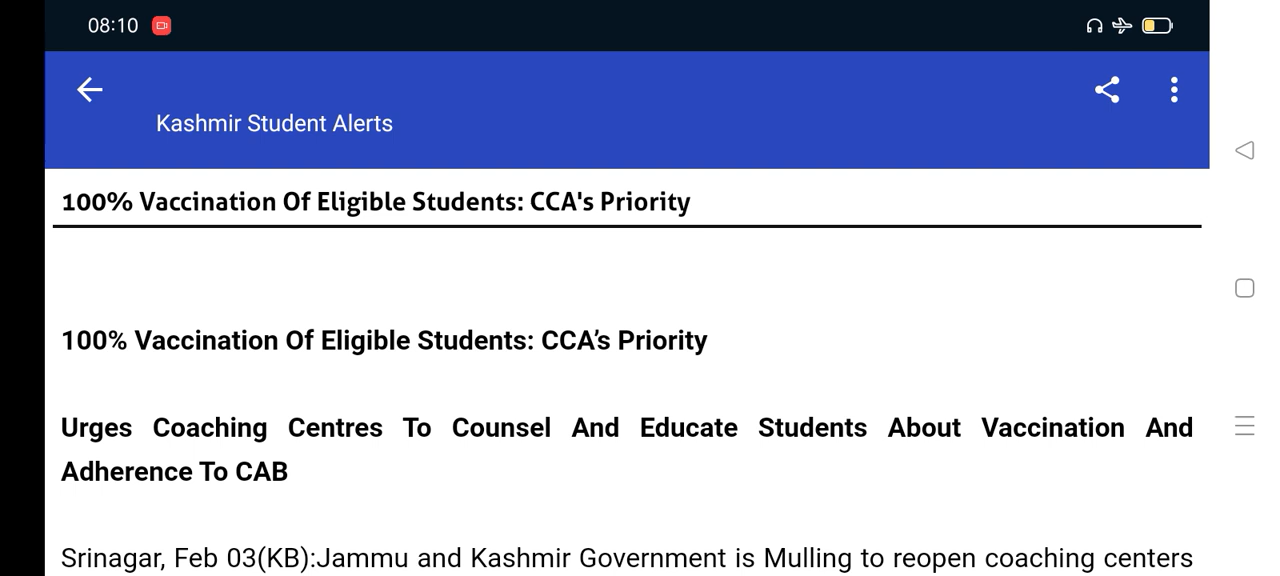 08:10
Kashmir Student Alerts
100% Vaccination Of Eligible Students: CCA's Priority
100% Vaccination Of Eligible Students: CCA’s Priority
Urges Coaching Centres To Counsel And Educate Students About Vaccination And
Adherence To CAB
Srinagar, Feb 03(KB):Jammu and Kashmir Government is Mulling to reopen coaching centers